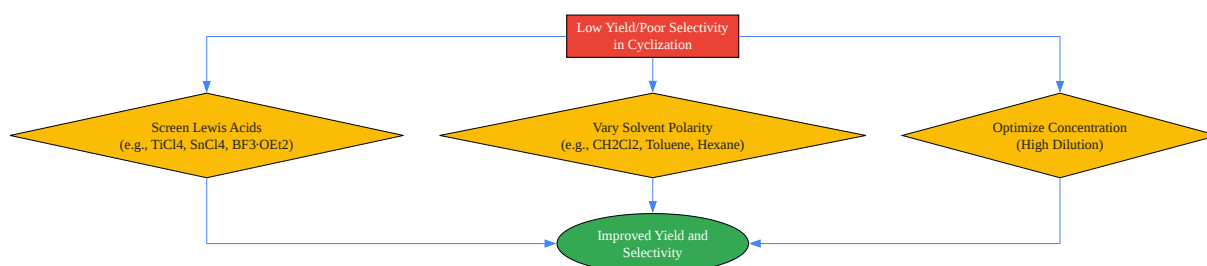 Low Yield/Poor Selectivity
in Cyclization
Screen Lewis Acids
(e.g., TiCl4, SnCl4, BF3·OEt2)
Vary Solvent Polarity
(e.g., CH2Cl2, Toluene, Hexane)
Optimize Concentration
(High Dilution)
Improved Yield and
Selectivity